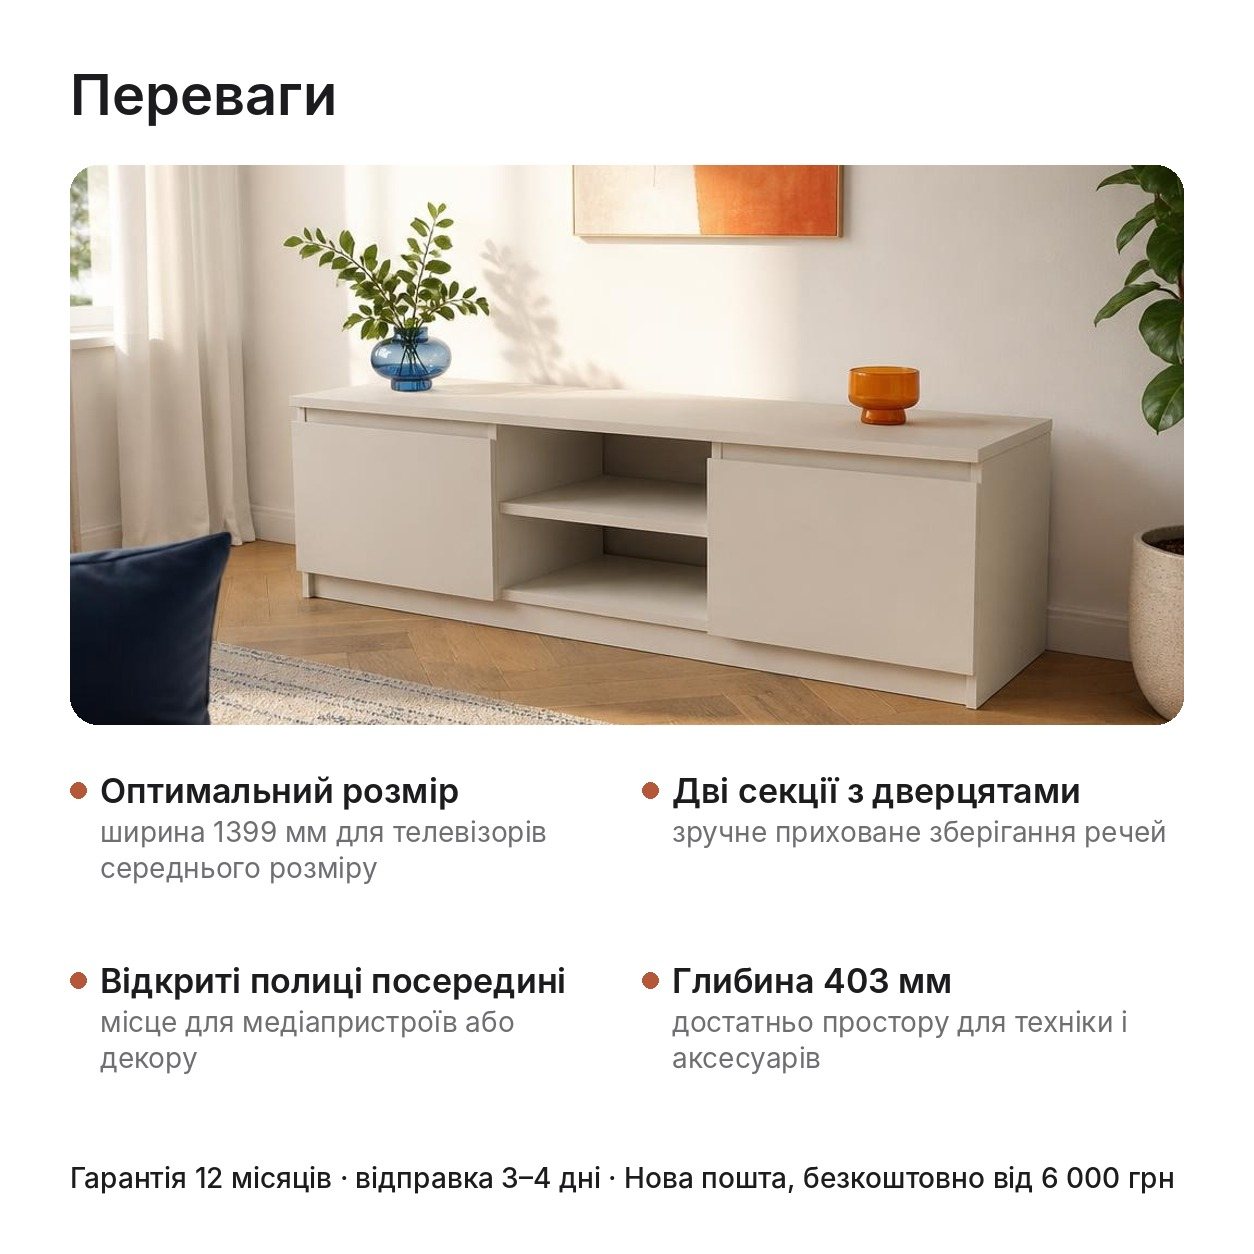 Переваги
Оптимальний розмір
ширина 1399 мм для телевізорів
середнього розміру
Дві секції з дверцятами
зручне приховане зберігання речей
Відкриті полиці посередині
місце для медіапристроїв або
декору
Глибина 403 мм
достатньо простору для техніки і
аксесуарів
Гарантія 12 місяців · відправка 3–4 дні · Нова пошта, безкоштовно від 6 000 грн